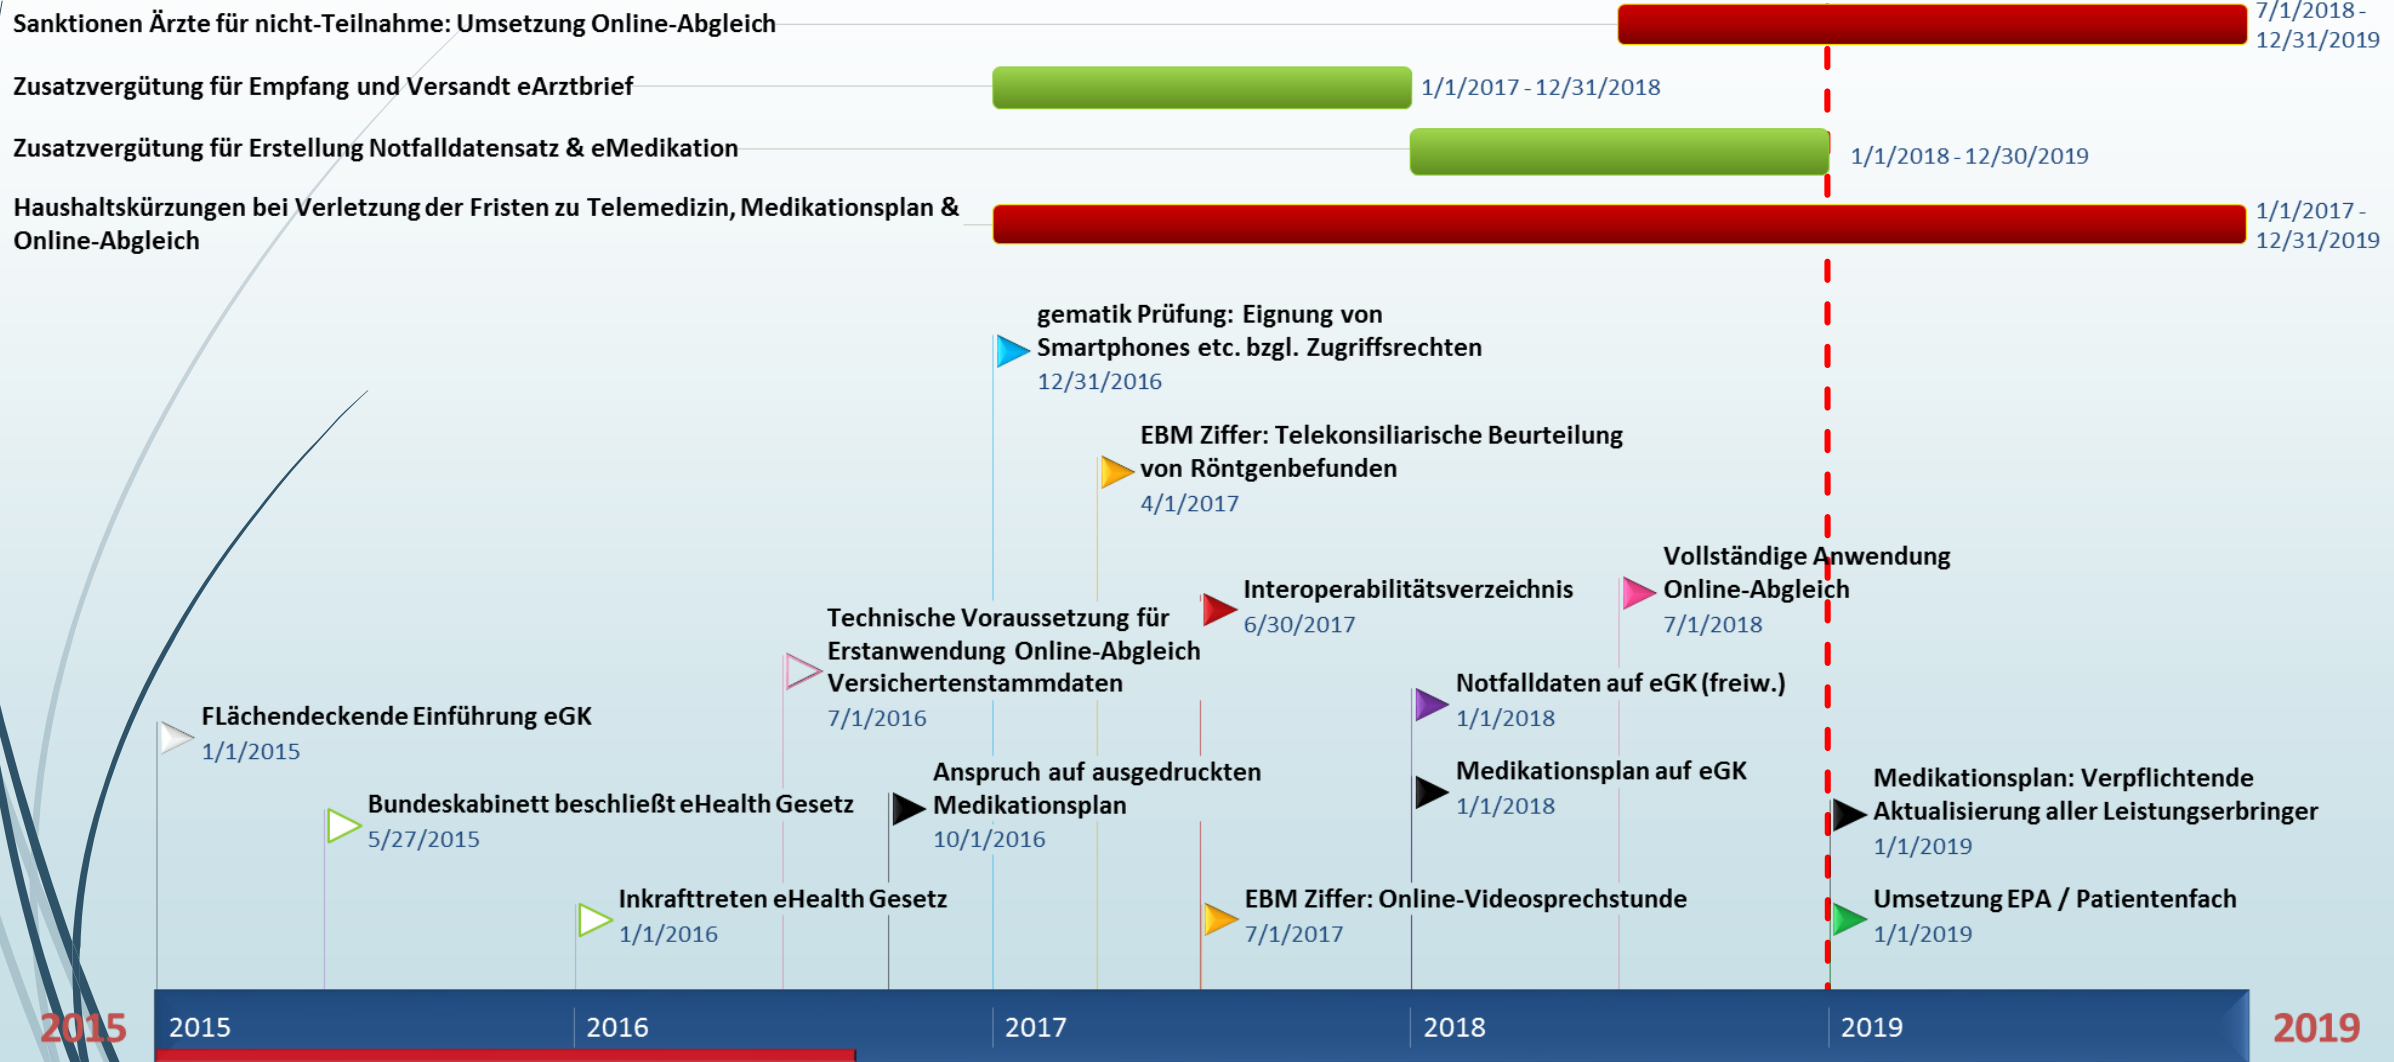 Sanktionen Ärzte für nicht-Teilnahme: Umsetzung Online-Abgleich
7/1/2018 -
12/31/2019
Zusatzvergütung für Empfang und Versandt eArztbrief
1/1/2017 - 12/31/2018
Zusatzvergütung für Erstellung Notfalldatensatz & eMedikation
1/1/2018 - 12/30/2019
Haushaltskürzungen bei Verletzung der Fristen zu Telemedizin, Medikationsplan &
Online-Abgleich
1/1/2017 -
12/31/2019
gematik Prüfung: Eignung von
Smartphones etc. bzgl. Zugriffsrechten
12/31/2016
EBM Ziffer: Telekonsiliarische Beurteilung
von Röntgenbefunden
4/1/2017
Vollständige Anwendung
Online-Abgleich
7/1/2018
Interoperabilitätsverzeichnis
6/30/2017
Technische Voraussetzung für
Erstanwendung Online-Abgleich
Versichertenstammdaten
7/1/2016
Notfalldaten auf eGK (freiw.)
1/1/2018
FLächendeckende Einführung eGK
1/1/2015
Anspruch auf ausgedruckten
Medikationsplan
10/1/2016
Medikationsplan auf eGK
1/1/2018
Medikationsplan: Verpflichtende
Aktualisierung aller Leistungserbringer
1/1/2019
Bundeskabinett beschließt eHealth Gesetz
5/27/2015
Inkrafttreten eHealth Gesetz
1/1/2016
EBM Ziffer: Online-Videosprechstunde
7/1/2017
Umsetzung EPA / Patientenfach
1/1/2019
2015 2015 2016 2017 2018 2019 2019